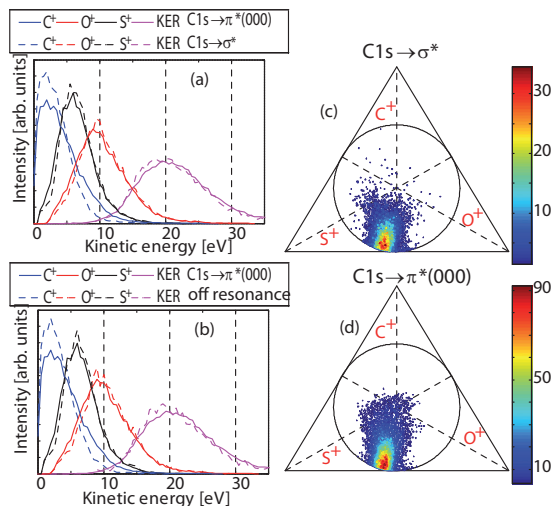 C⁺ O⁺ S⁺ KER C1s→π*(000)
C⁺ O⁺ S⁺ KER C1s→σ*
(a)
Intensity [arb. units]
0 10 20 30
Kinetic energy [eV]
C⁺ O⁺ S⁺ KER C1s→π*(000)
C⁺ O⁺ S⁺ KER off resonance
(b)
Intensity [arb. units]
0 10 20 30
Kinetic energy [eV]
C1s→σ*
(c)
C⁺
S⁺
O⁺
30
20
10
C1s→π*(000)
(d)
C⁺
S⁺
O⁺
90
70
50
30
10